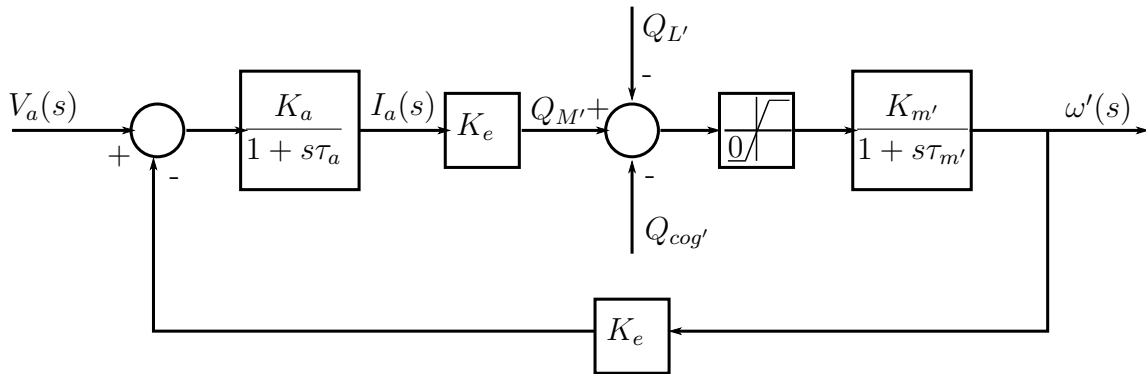 Q_{L'}
-
V_a(s)
+
-
K_a
1 + sτ_a
I_a(s)
K_e
Q_{M'} +
0
K_{m'}
1 + sτ_{m'}
ω'(s)
-
Q_{cog'}
K_e